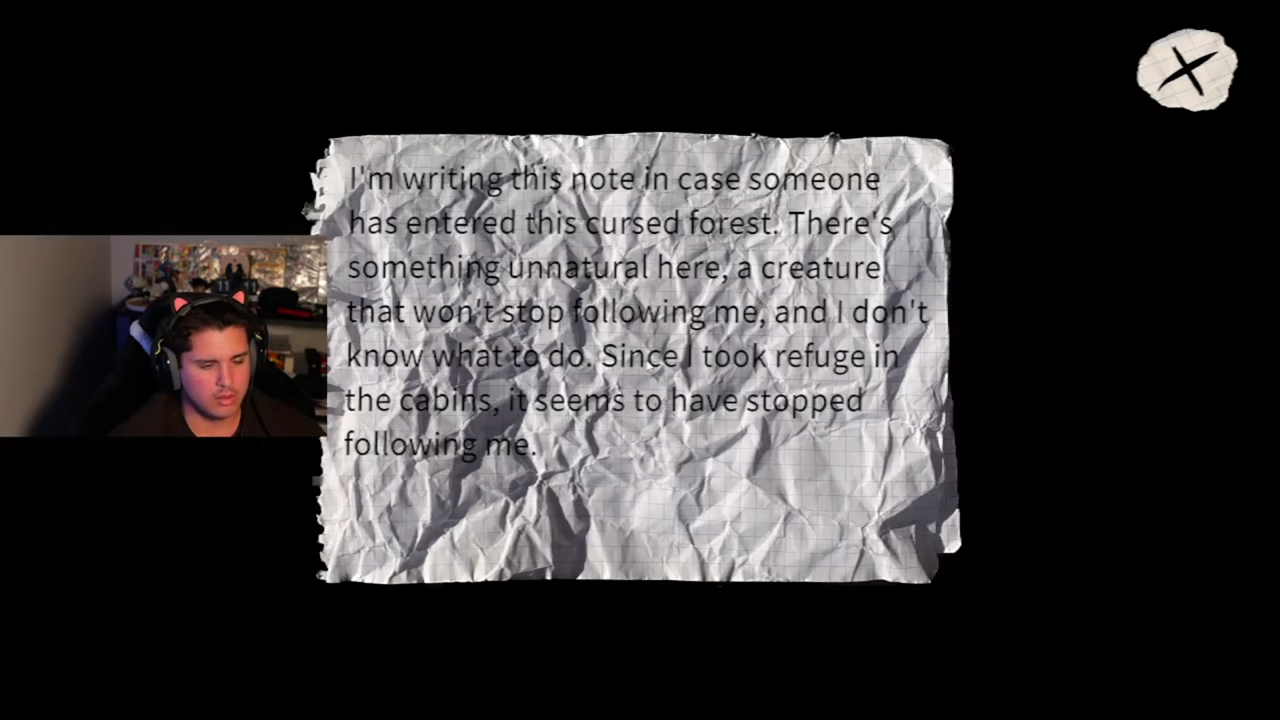 I'm writing this note in case someone
has entered this cursed forest. There's
something unnatural here, a creature
that won't stop following me, and I don't
know what to do. Since I took refuge in
the cabins, it seems to have stopped
following me.